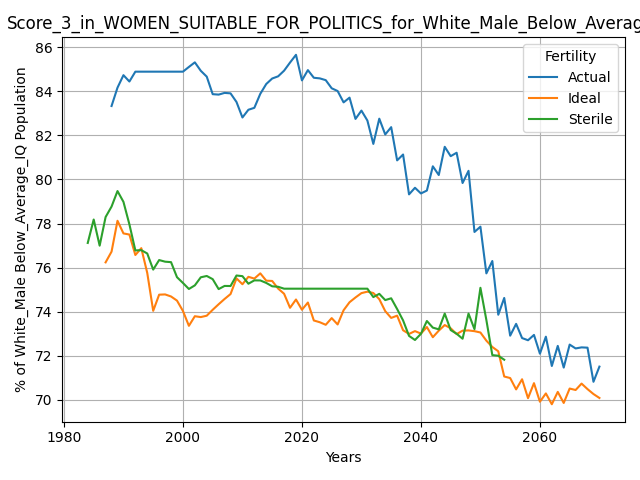 Score_3_in_WOMEN_SUITABLE_FOR_POLITICS_for_White_Male_Below_Averag
Fertility
Actual
Ideal
Sterile
% of White_Male Below_Average_IQ Population
86
84
82
80
78
76
74
72
70
1980
2000
2020
2040
2060
Years